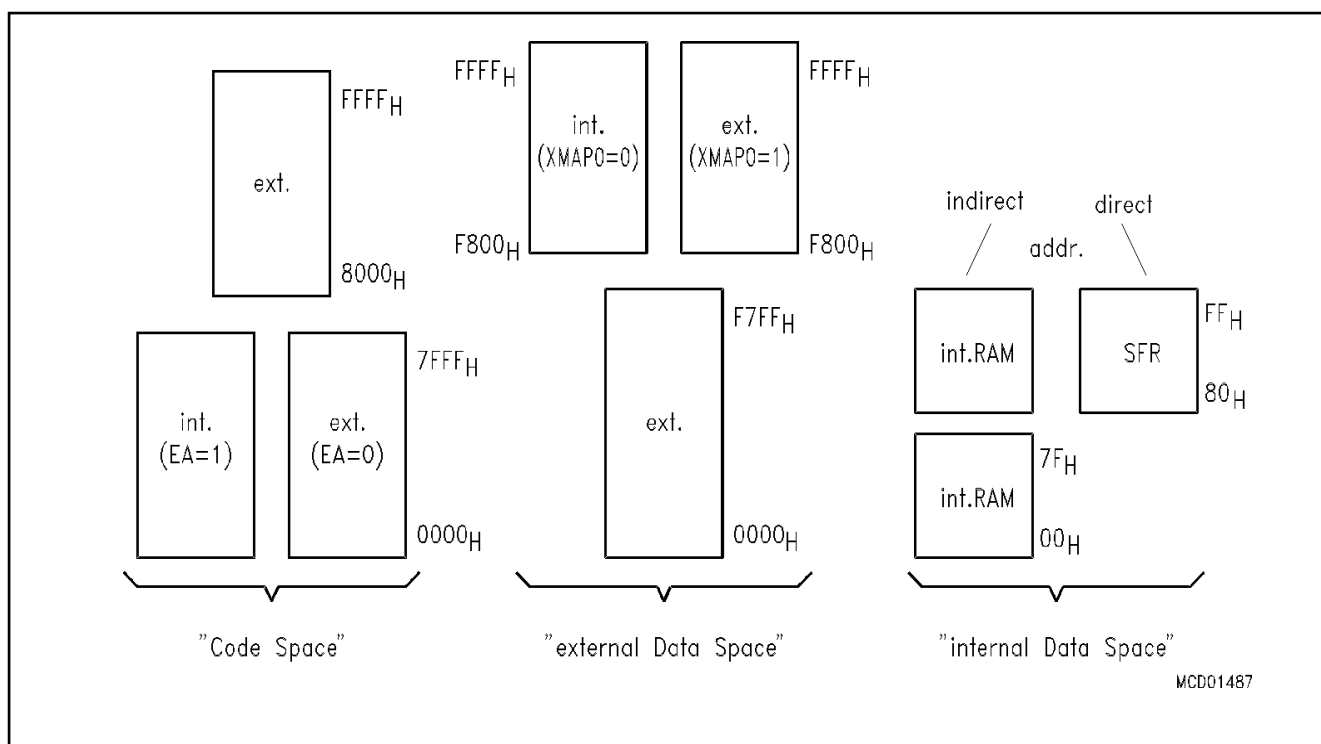 FFFFH
ext.
8000H
int.
(EA=1)
ext.
(EA=0)
7FFFH
0000H
"Code Space"
FFFFH
int.
(XMAP0=0)
F800H
ext.
(XMAP0=1)
FFFFH
F800H
F7FFH
ext.
0000H
"external Data Space"
indirect
direct
addr.
int.RAM
SFR
FFH
80H
int.RAM
7FH
00H
"internal Data Space"
MCD01487